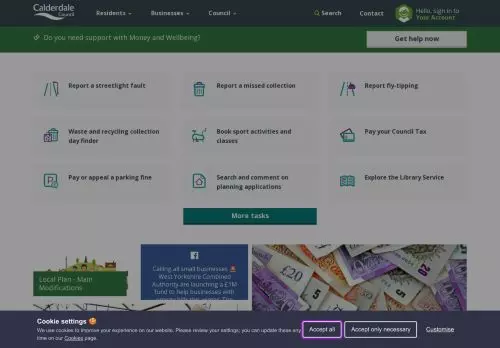 Calderdale
Council
Residents
Businesses
Council
Search
Contact
Hello, sign in to
Your Account
Do you need support with Money and Wellbeing?
Get help now
Report a streetlight fault
Report a missed collection
Report fly-tipping
Waste and recycling collection
day finder
Book sport activities and
classes
Pay your Council Tax
Pay or appeal a parking fine
Search and comment on
planning applications
Explore the Library Service
More tasks
Local Plan - Main
Modifications
Calling all small businesses
West Yorkshire Combined
Authority are launching a £1M
fund to help businesses with
£20
Cookie settings
We use cookies to improve your experience on our website. Please review your settings; you can update these any
time on our Cookies page.
Accept all
Accept only necessary
Customise